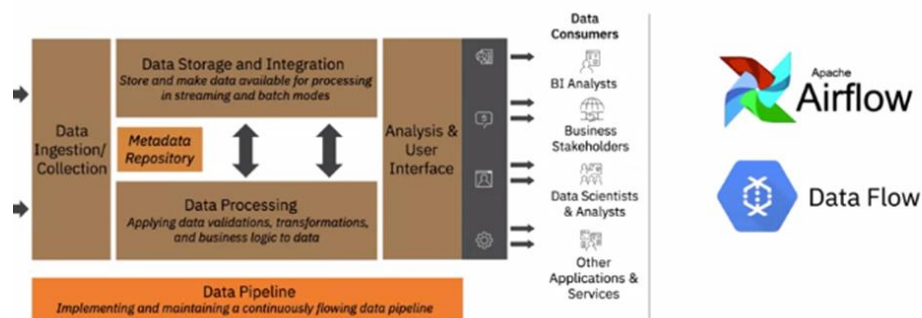 Data
Ingestion/
Collection
Data Storage and Integration
Store and make data available for processing
in streaming and batch modes
Metadata
Repository
Data Processing
Applying data validations, transformations,
and business logic to data
Analysis &
User
Interface
Data Pipeline
Implementing and maintaining a continuously flowing data pipeline
Data
Consumers
BI Analysts
Business
Stakeholders
Data Scientists
& Analysts
Other
Applications &
Services
Apache
Airflow
Data Flow